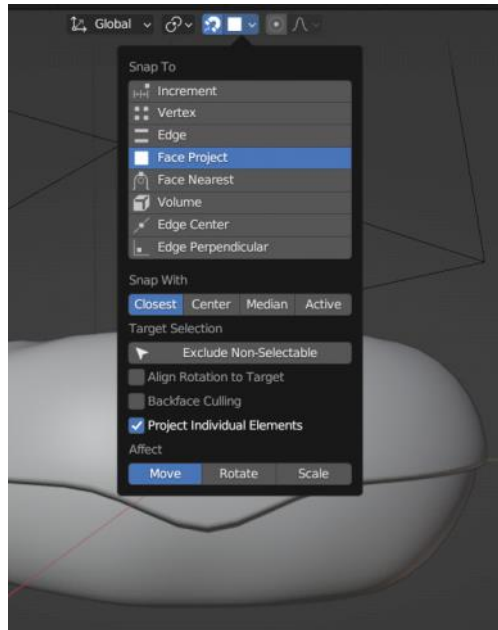 Global
Snap To
Increment
Vertex
Edge
Face Project
Face Nearest
Volume
Edge Center
Edge Perpendicular
Snap With
Closest Center Median Active
Target Selection
Exclude Non-Selectable
Align Rotation to Target
Backface Culling
Project Individual Elements
Affect
Move Rotate Scale